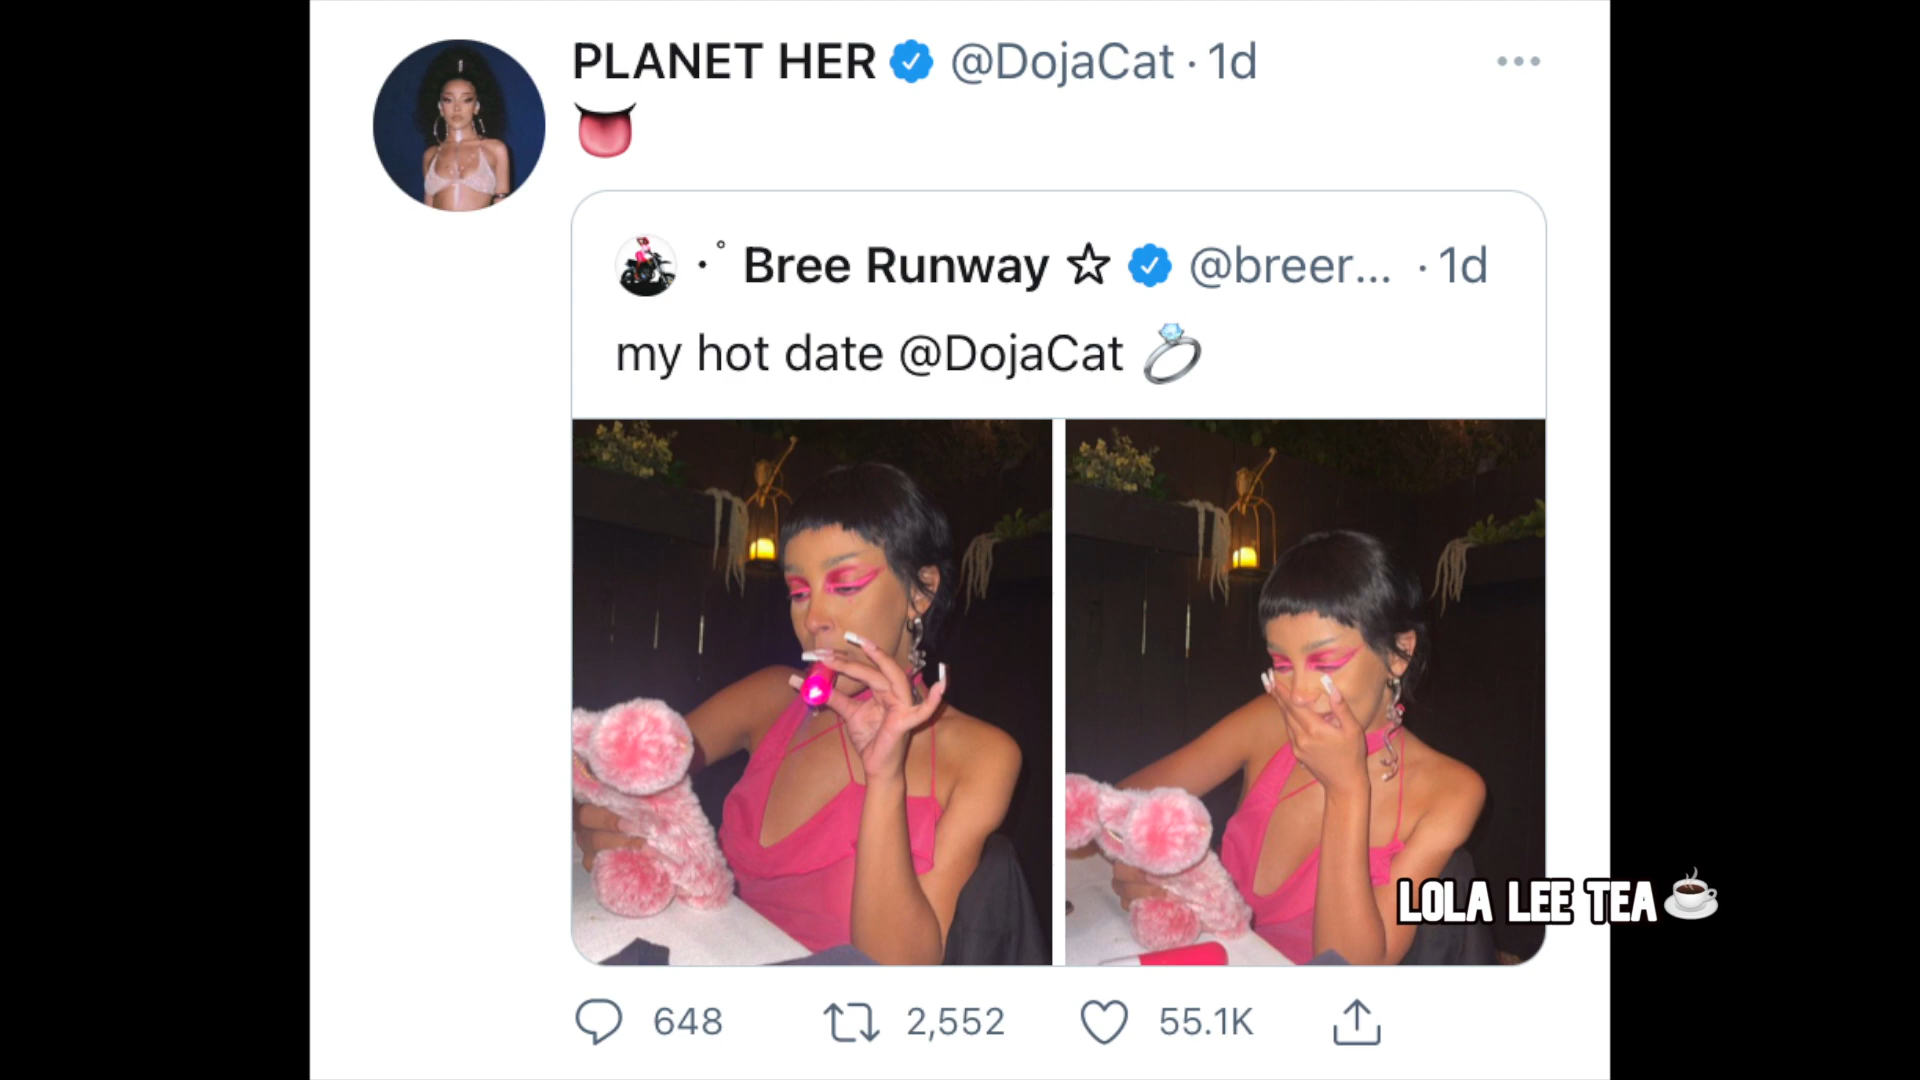 PLANET HER @DojaCat · 1d
👅
·˚ Bree Runway ☆ @breer... · 1d
my hot date @DojaCat 💍
LOLA LEE TEA☕
648 2,552 55.1K